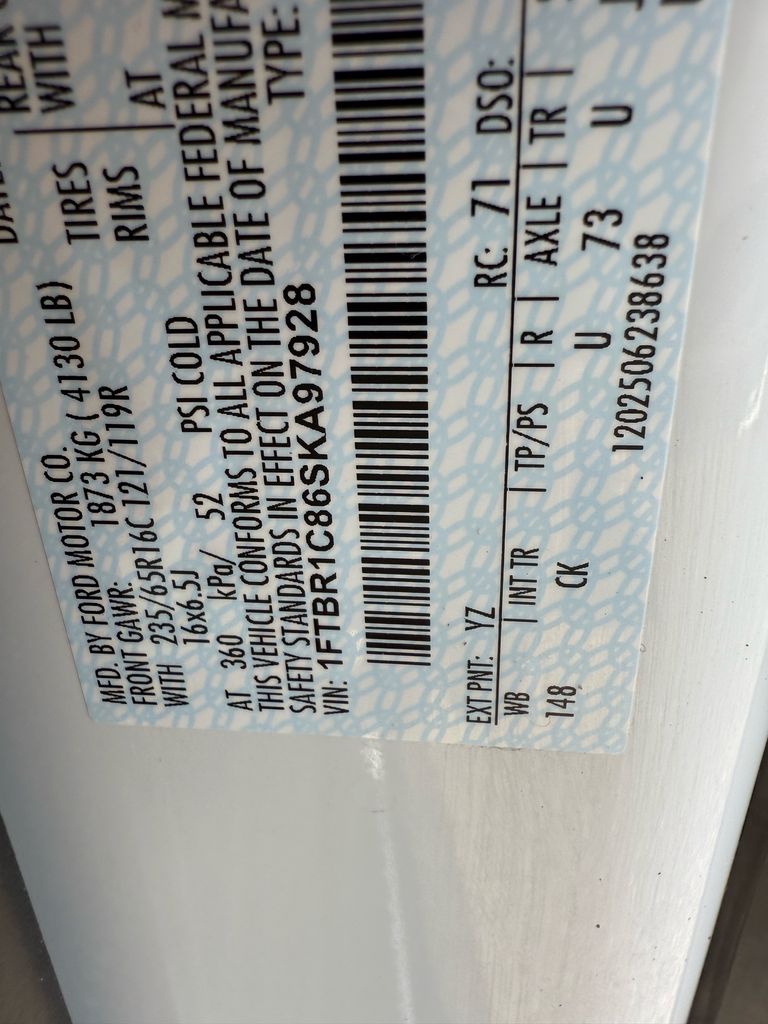 MFD. BY FORD MOTOR CO.
FRONT GAWR: 1873 KG ( 4130 LB)
WITH 235/65R16C 121/119R TIRES
16x6.5J RIMS
AT 360 kPa/ 52 PSI COLD AT
WITH
THIS VEHICLE CONFORMS TO ALL APPLICABLE FEDERAL M
SAFETY STANDARDS IN EFFECT ON THE DATE OF MANUFA
VIN: 1FTBR1C86SKA97928 TYPE:
EXT PNT: YZ RC: 71 DSO:
WB | INT TR | TP/PS | R | AXLE | TR |
148 CK U 73 U
1202506238638